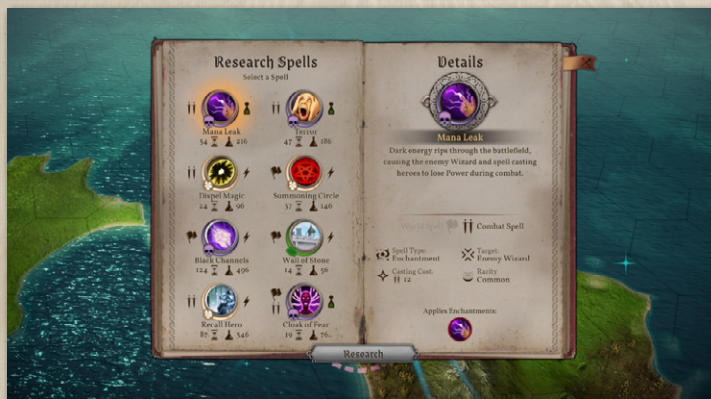 Research Spells
Select a Spell
Mana Leak
54 216
Terror
47 186
Dispel Magic
24 96
Summoning Circle
37 146
Black Channels
124 496
Wall of Stone
14 56
Recall Hero
87 346
Cloak of Fear
19 76
Research
Details
Mana Leak
Dark energy rips through the battlefield,
causing the enemy Wizard and spell casting
heroes to lose Power during combat.
World Spell Combat Spell
Spell Type: Target:
Enchantment Enemy Wizard
Casting Cost: Rarity
12 Common
Applies Enchantments: